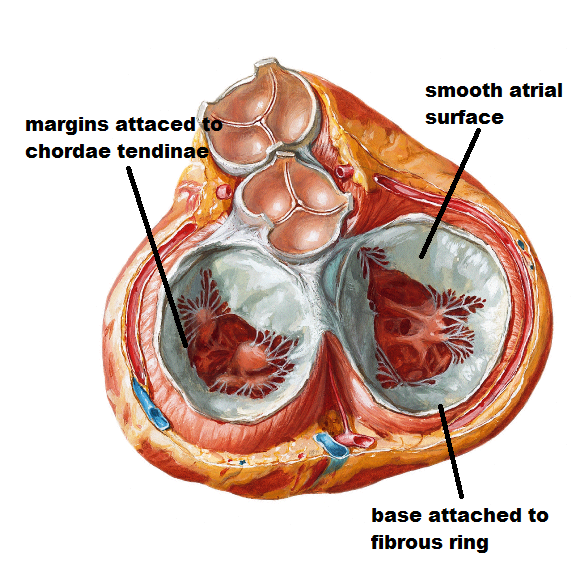 smooth atrial
surface
margins attaced to
chordae tendinae
base attached to
fibrous ring